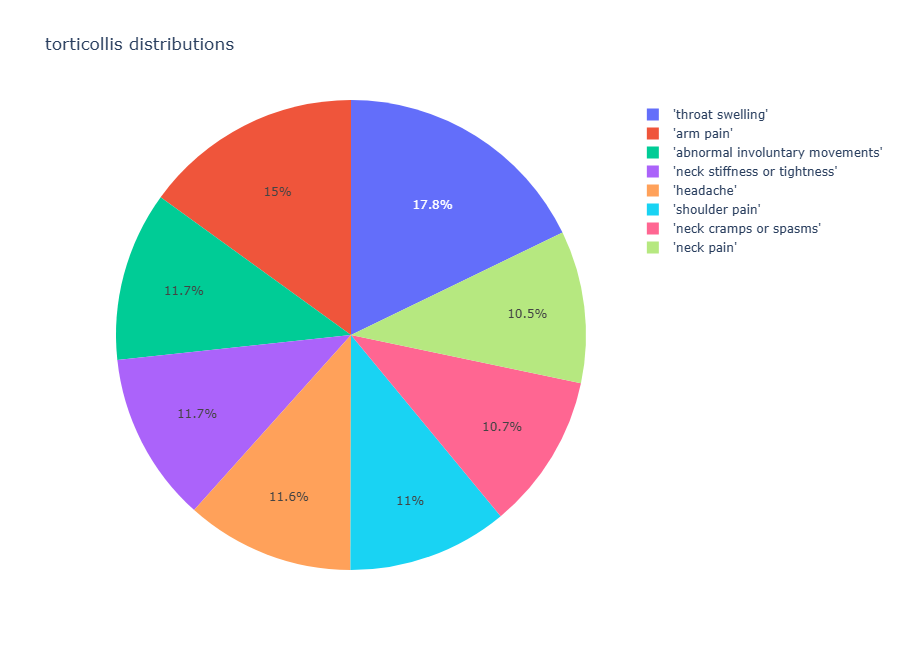 torticollis distributions
'throat swelling'
'arm pain'
'abnormal involuntary movements'
'neck stiffness or tightness'
'headache'
'shoulder pain'
'neck cramps or spasms'
'neck pain'
15%
17.8%
11.7%
10.5%
11.7%
10.7%
11.6%
11%